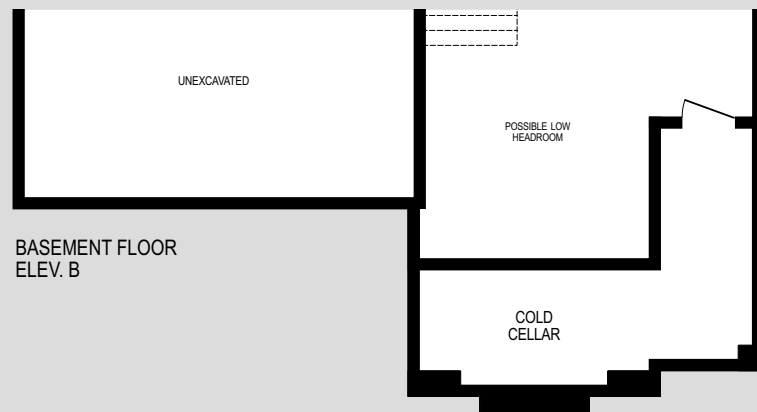 UNEXCAVATED
POSSIBLE LOW
HEADROOM
BASEMENT FLOOR
ELEV. B
COLD
CELLAR